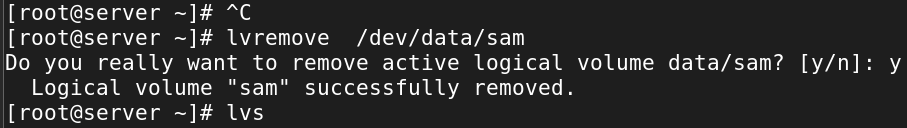 [root@server ~]# ^C
[root@server ~]# lvremove  /dev/data/sam
Do you really want to remove active logical volume data/sam? [y/n]: y
  Logical volume "sam" successfully removed.
[root@server ~]# lvs